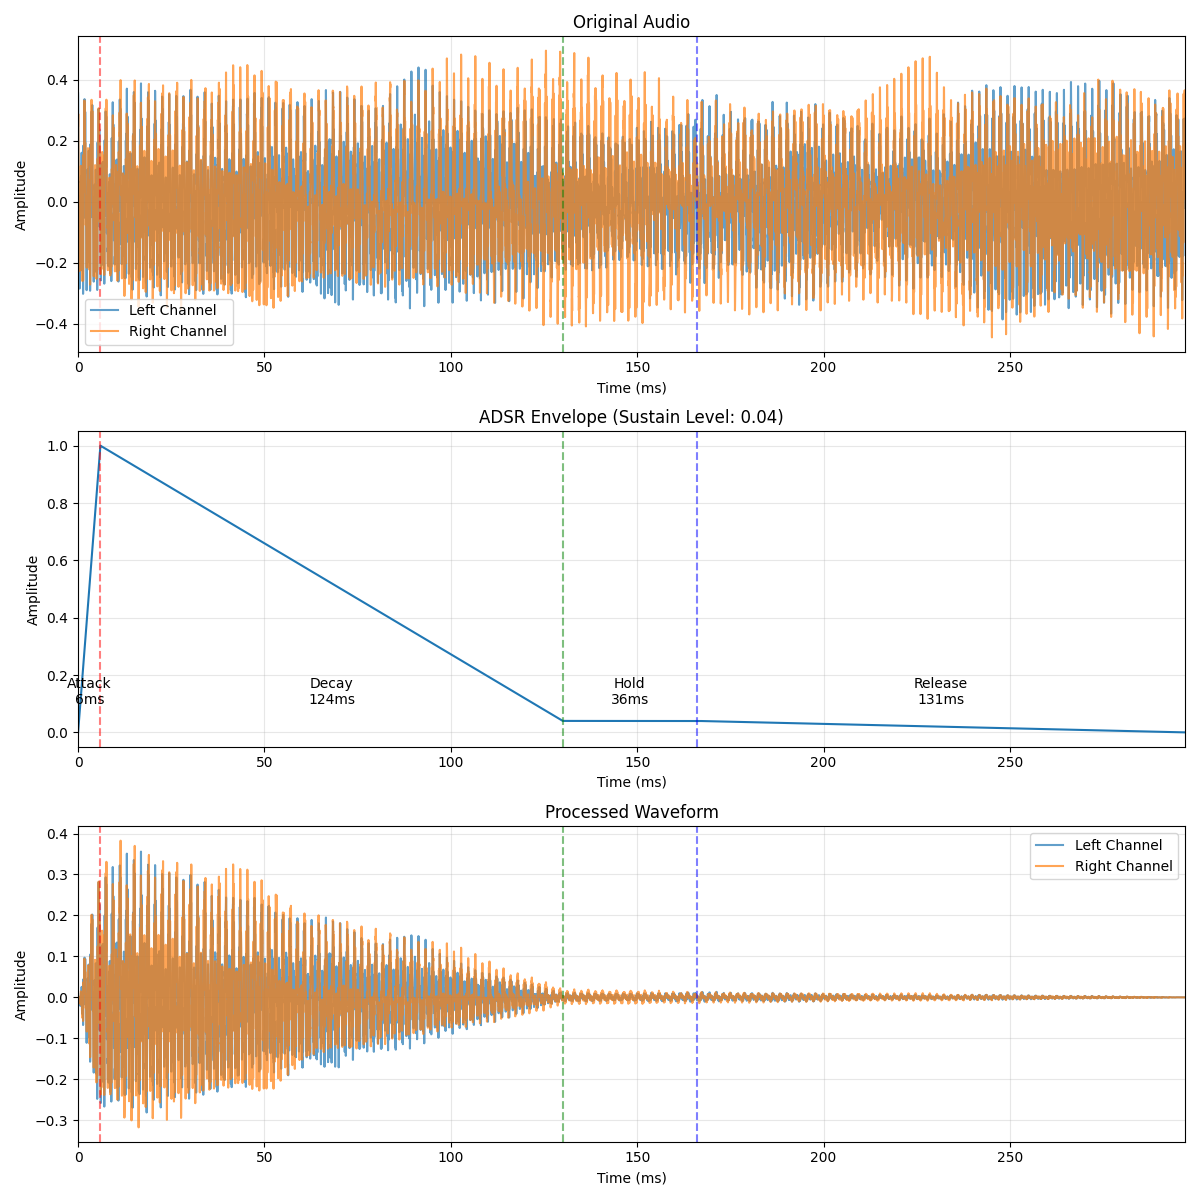 Original Audio
Amplitude
0.4
0.2
0.0
−0.2
−0.4
Left Channel
Right Channel
0 50 100 150 200 250
Time (ms)
ADSR Envelope (Sustain Level: 0.04)
Amplitude
1.0
0.8
0.6
0.4
0.2
0.0
Attack
6ms
Decay
124ms
Hold
36ms
Release
131ms
0 50 100 150 200 250
Time (ms)
Processed Waveform
Amplitude
0.4
0.3
0.2
0.1
0.0
−0.1
−0.2
−0.3
Left Channel
Right Channel
0 50 100 150 200 250
Time (ms)